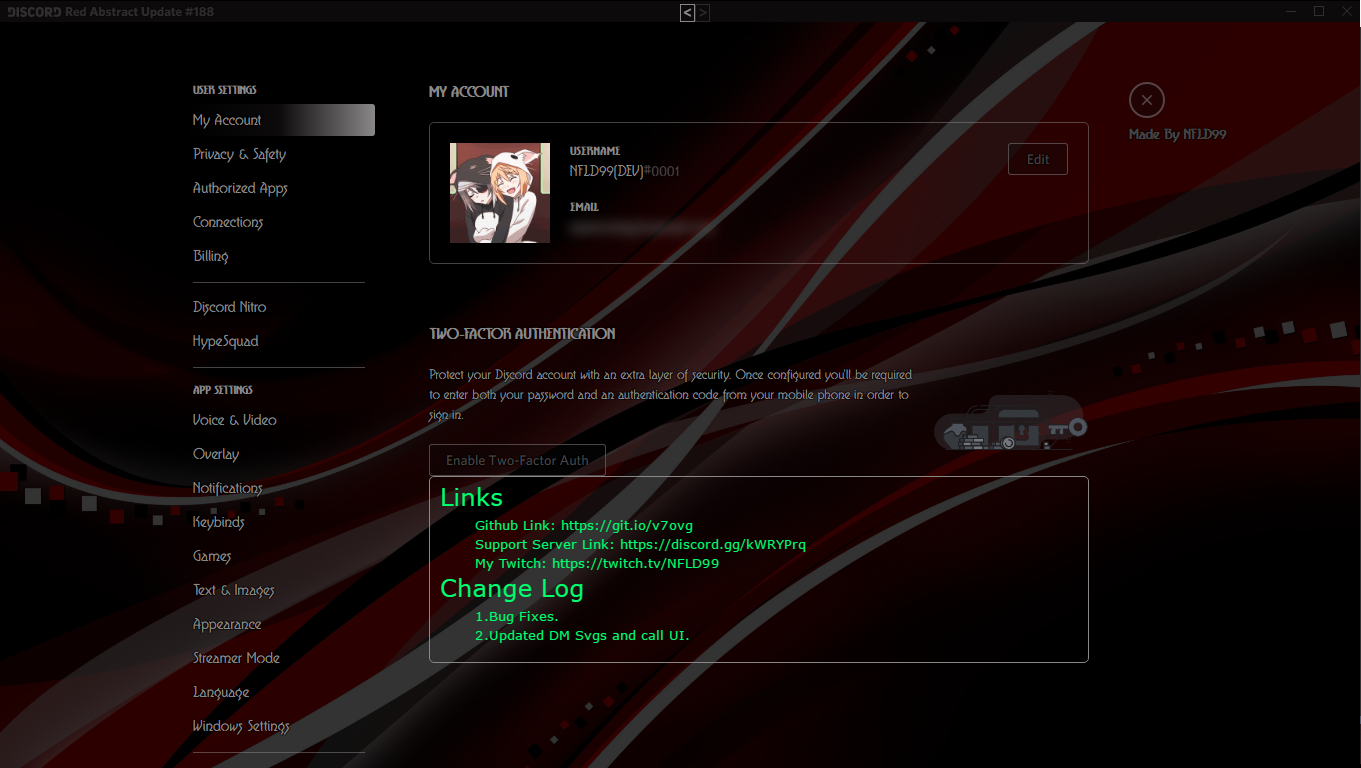 DISCORD Red Abstract Update #188
< >
USER SETTINGS
My Account
Privacy & Safety
Authorized Apps
Connections
Billing
Discord Nitro
HypeSquad
APP SETTINGS
Voice & Video
Overlay
Notifications
Keybinds
Games
Text & Images
Appearance
Streamer Mode
Language
Windows Settings
MY ACCOUNT
USERNAME
NFLD99(DEV)#0001
EMAIL
Edit
Made By NFLD99
TWO-FACTOR AUTHENTICATION
Protect your Discord account with an extra layer of security. Once configured you'll be required
to enter both your password and an authentication code from your mobile phone in order to
sign in.
Enable Two-Factor Auth
Links
Github Link: https://git.io/v7ovg
Support Server Link: https://discord.gg/kWRYPrq
My Twitch: https://twitch.tv/NFLD99
Change Log
1.Bug Fixes.
2.Updated DM Svgs and call UI.